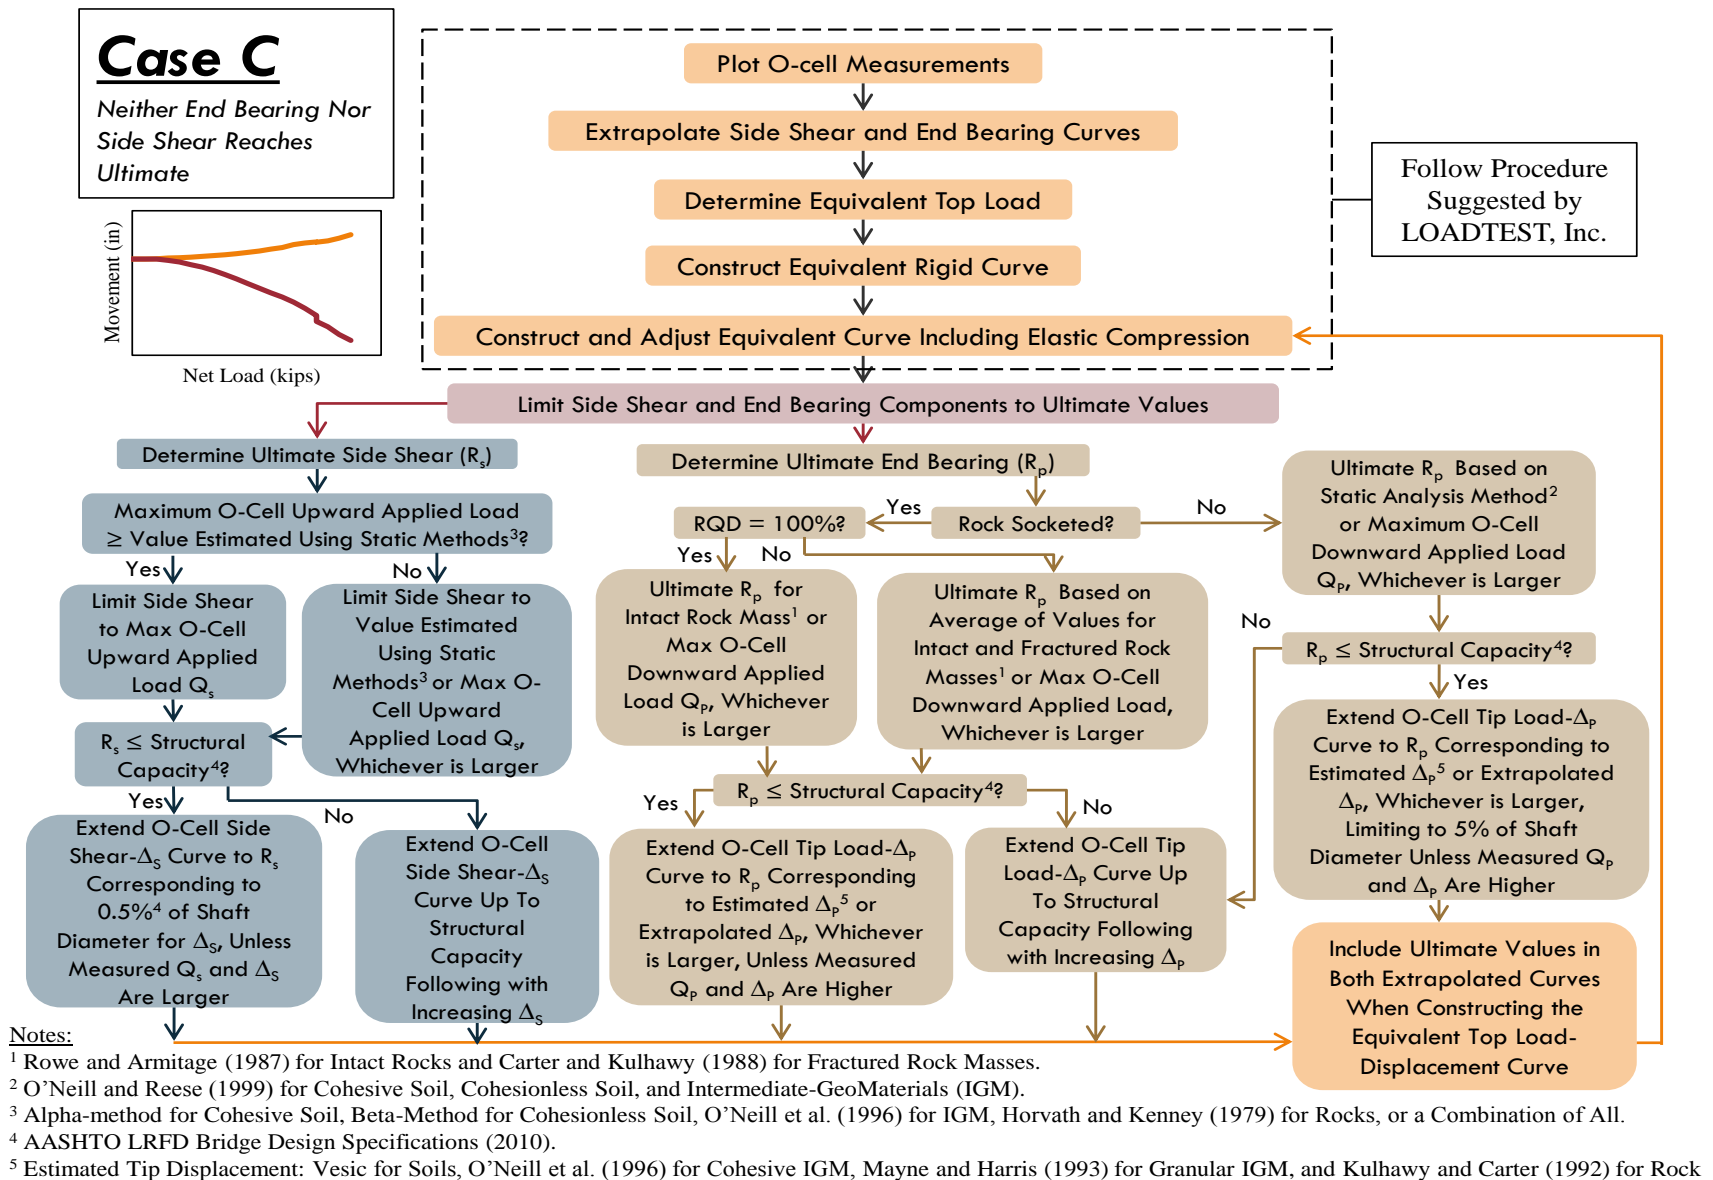 Case C
Neither End Bearing Nor
Side Shear Reaches
Ultimate
Movement (in)
Net Load (kips)
Plot O-cell Measurements
Extrapolate Side Shear and End Bearing Curves
Determine Equivalent Top Load
Construct Equivalent Rigid Curve
Construct and Adjust Equivalent Curve Including Elastic Compression
Follow Procedure
Suggested by
LOADTEST, Inc.
Limit Side Shear and End Bearing Components to Ultimate Values
Determine Ultimate Side Shear (Rs)
Maximum O-Cell Upward Applied Load
≥ Value Estimated Using Static Methods³?
Yes
No
Limit Side Shear
to Max O-Cell
Upward Applied
Load Qs
Limit Side Shear to
Value Estimated
Using Static
Methods³ or Max O-
Cell Upward
Applied Load Qs,
Whichever is Larger
Rs ≤ Structural
Capacity⁴?
Yes
No
Extend O-Cell Side
Shear-ΔS Curve to Rs
Corresponding to
0.5%⁴ of Shaft
Diameter for ΔS, Unless
Measured Qs and ΔS
Are Larger
Extend O-Cell
Side Shear-ΔS
Curve Up To
Structural
Capacity
Following with
Increasing ΔS
Determine Ultimate End Bearing (Rp)
Rock Socketed?
Yes
No
RQD = 100%?
Yes
No
Ultimate Rp for
Intact Rock Mass¹ or
Max O-Cell
Downward Applied
Load QP, Whichever
is Larger
Ultimate Rp Based on
Average of Values for
Intact and Fractured Rock
Masses¹ or Max O-Cell
Downward Applied Load,
Whichever is Larger
Rp ≤ Structural Capacity⁴?
Yes
No
Extend O-Cell Tip Load-ΔP
Curve to Rp Corresponding
to Estimated ΔP⁵ or
Extrapolated ΔP, Whichever
is Larger, Unless Measured
QP and ΔP Are Higher
Extend O-Cell Tip
Load-ΔP Curve Up
To Structural
Capacity Following
with Increasing ΔP
Ultimate Rp Based on
Static Analysis Method²
or Maximum O-Cell
Downward Applied Load
QP, Whichever is Larger
No
Rp ≤ Structural Capacity⁴?
Yes
Extend O-Cell Tip Load-ΔP
Curve to Rp Corresponding to
Estimated ΔP⁵ or Extrapolated
ΔP, Whichever is Larger,
Limiting to 5% of Shaft
Diameter Unless Measured QP
and ΔP Are Higher
Include Ultimate Values in
Both Extrapolated Curves
When Constructing the
Equivalent Top Load-
Displacement Curve
Notes:
¹ Rowe and Armitage (1987) for Intact Rocks and Carter and Kulhawy (1988) for Fractured Rock Masses.
² O'Neill and Reese (1999) for Cohesive Soil, Cohesionless Soil, and Intermediate-GeoMaterials (IGM).
³ Alpha-method for Cohesive Soil, Beta-Method for Cohesionless Soil, O'Neill et al. (1996) for IGM, Horvath and Kenney (1979) for Rocks, or a Combination of All.
⁴ AASHTO LRFD Bridge Design Specifications (2010).
⁵ Estimated Tip Displacement: Vesic for Soils, O'Neill et al. (1996) for Cohesive IGM, Mayne and Harris (1993) for Granular IGM, and Kulhawy and Carter (1992) for Rock